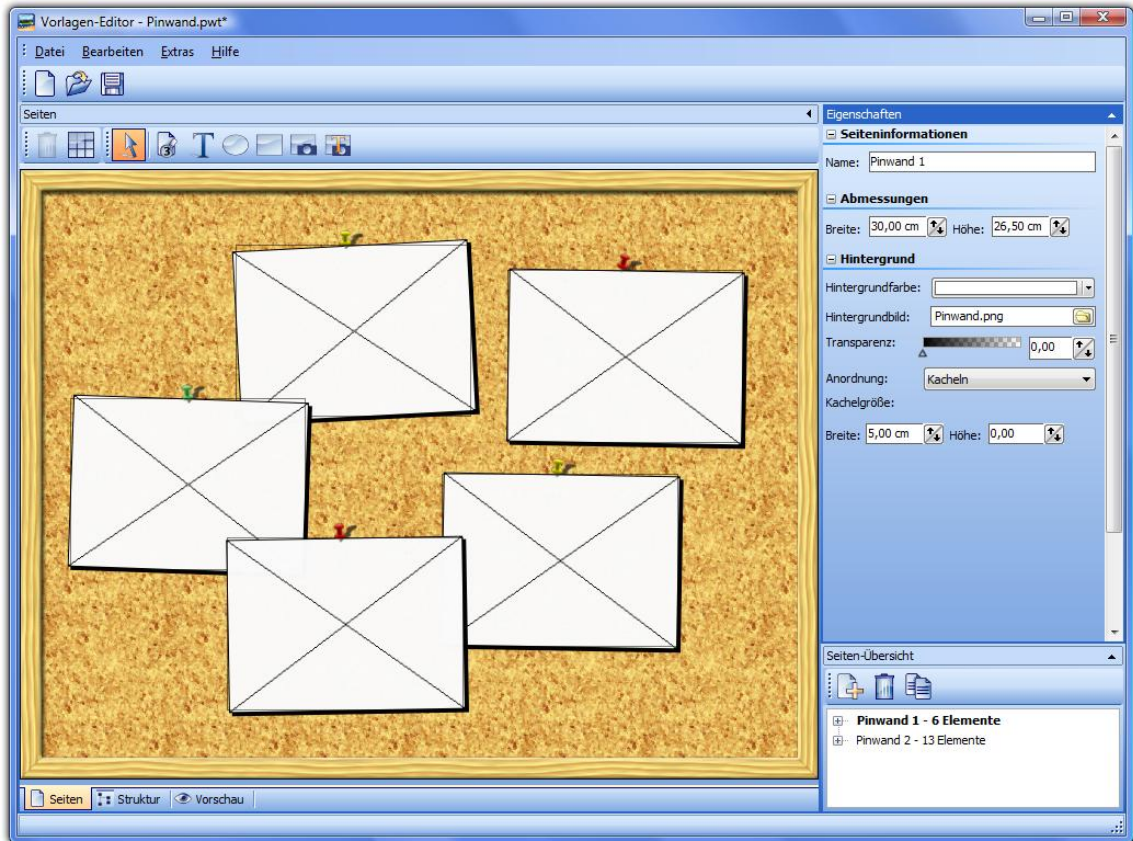 Vorlagen-Editor - Pinwand.pwt*
Datei Bearbeiten Extras Hilfe
Seiten
3 T
Eigenschaften
Seiteninformationen
Name: Pinwand 1
Abmessungen
Breite: 30,00 cm Höhe: 26,50 cm
Hintergrund
Hintergrundfarbe:
Hintergrundbild: Pinwand.png
Transparenz: 0,00
Anordnung: Kacheln
Kachelgröße:
Breite: 5,00 cm Höhe: 0,00
Seiten-Übersicht
Pinwand 1 - 6 Elemente
Pinwand 2 - 13 Elemente
Seiten Struktur Vorschau